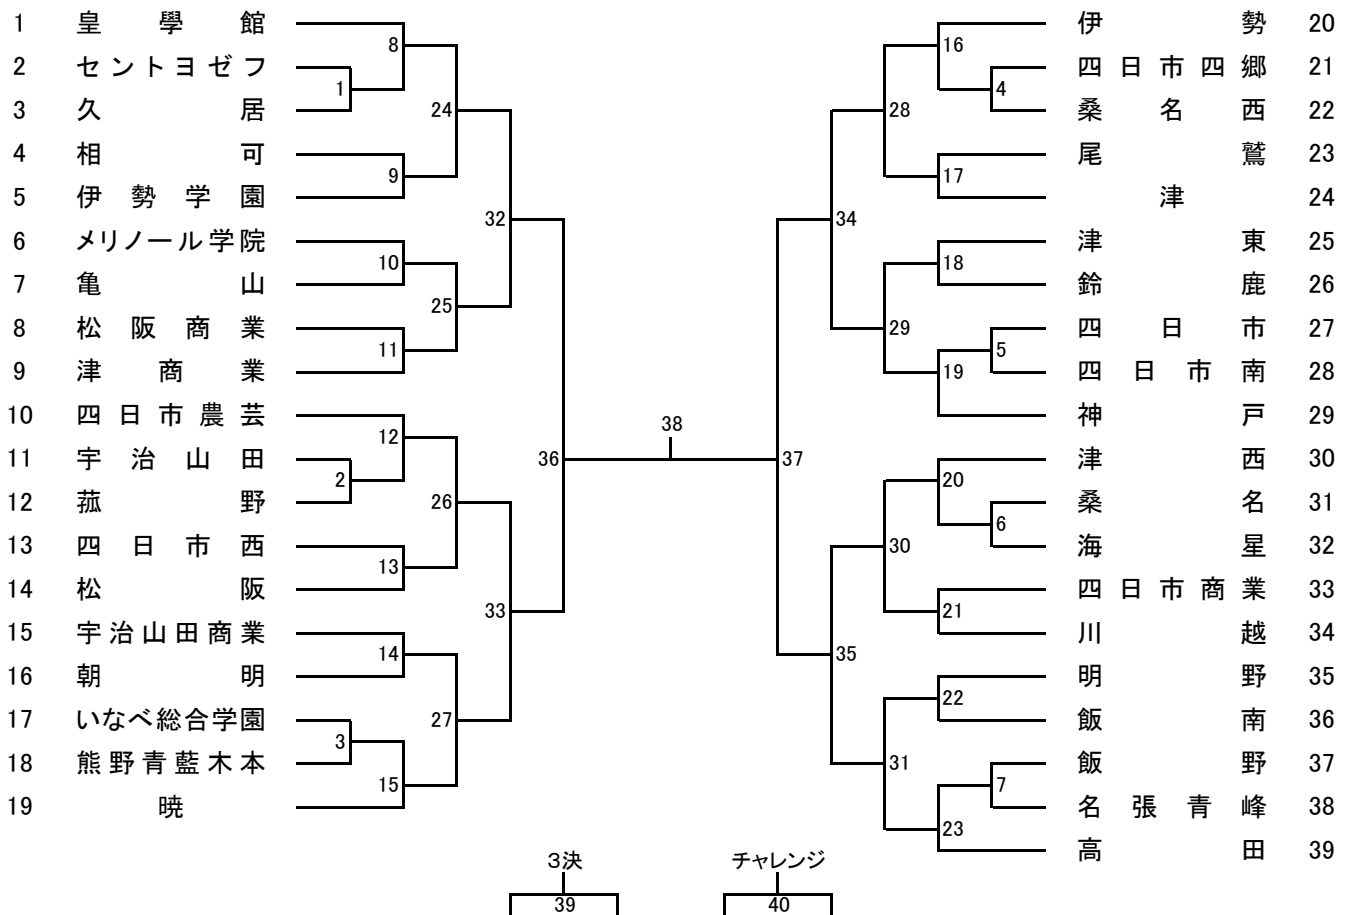 1 皇學館
2 セントヨゼフ
3 久居
4 相可
5 伊勢学園
6 メリノール学院
7 亀山
8 松阪商業
9 津商業
10 四日市農芸
11 宇治山田
12 菰野
13 四日市西
14 松阪
15 宇治山田商業
16 朝明
17 いなべ総合学園
18 熊野青藍木本
19 暁
8
1
24
9
32
10
25
11
12
2
26
13
33
14
27
3
15
36
38
37
16
4
28
17
34
18
29
5
19
20
6
30
21
35
22
31
7
23
伊勢 20
四日市四郷 21
桑名西 22
尾鷲 23
津 24
津東 25
鈴鹿 26
四日市 27
四日市南 28
神戸 29
津西 30
桑名 31
海星 32
四日市商業 33
川越 34
明野 35
飯南 36
飯野 37
名張青峰 38
高田 39
3決
39
チャレンジ
40